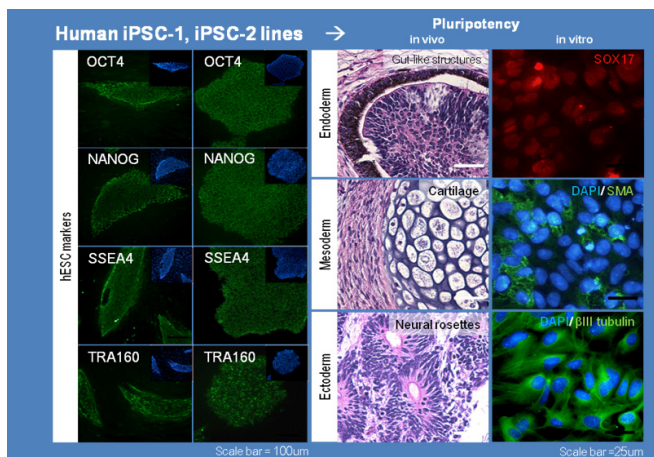 Human iPSC-1, iPSC-2 lines →
Pluripotency
in vivo
in vitro
hESC markers
OCT4
OCT4
NANOG
NANOG
SSEA4
SSEA4
TRA160
TRA160
Scale bar = 100um
Endoderm
Gut-like structures
SOX17
Mesoderm
Cartilage
DAPI/SMA
Ectoderm
Neural rosettes
DAPI/βIII tubulin
Scale bar =25um